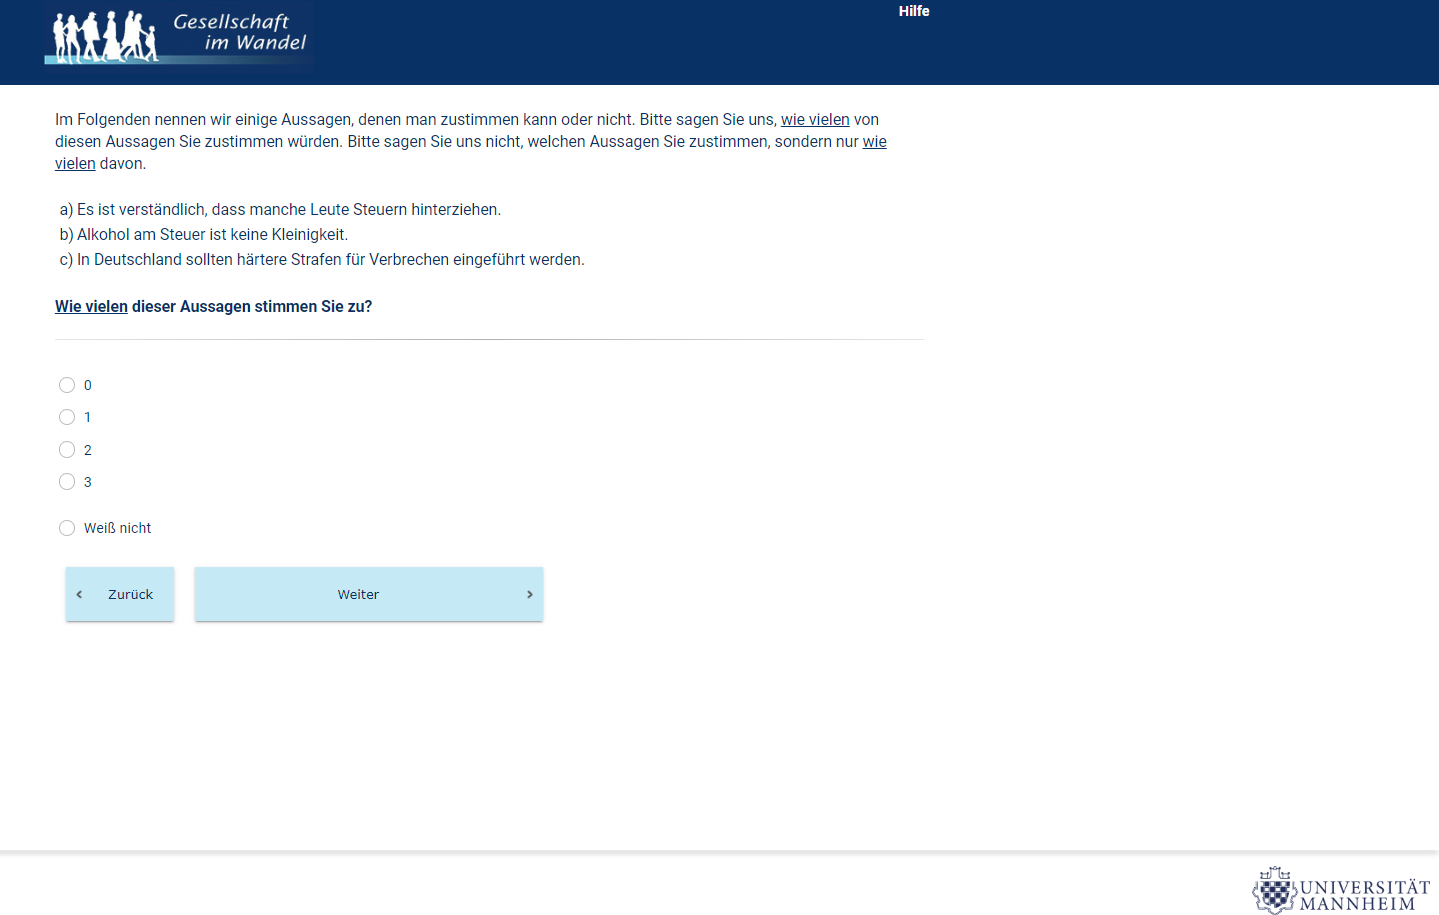 Gesellschaft
im Wandel
Hilfe
Im Folgenden nennen wir einige Aussagen, denen man zustimmen kann oder nicht. Bitte sagen Sie uns, wie vielen von
diesen Aussagen Sie zustimmen würden. Bitte sagen Sie uns nicht, welchen Aussagen Sie zustimmen, sondern nur wie
vielen davon.
a) Es ist verständlich, dass manche Leute Steuern hinterziehen.
b) Alkohol am Steuer ist keine Kleinigkeit.
c) In Deutschland sollten härtere Strafen für Verbrechen eingeführt werden.
Wie vielen dieser Aussagen stimmen Sie zu?
0
1
2
3
Weiß nicht
Zurück
Weiter
UNIVERSITÄT
MANNHEIM